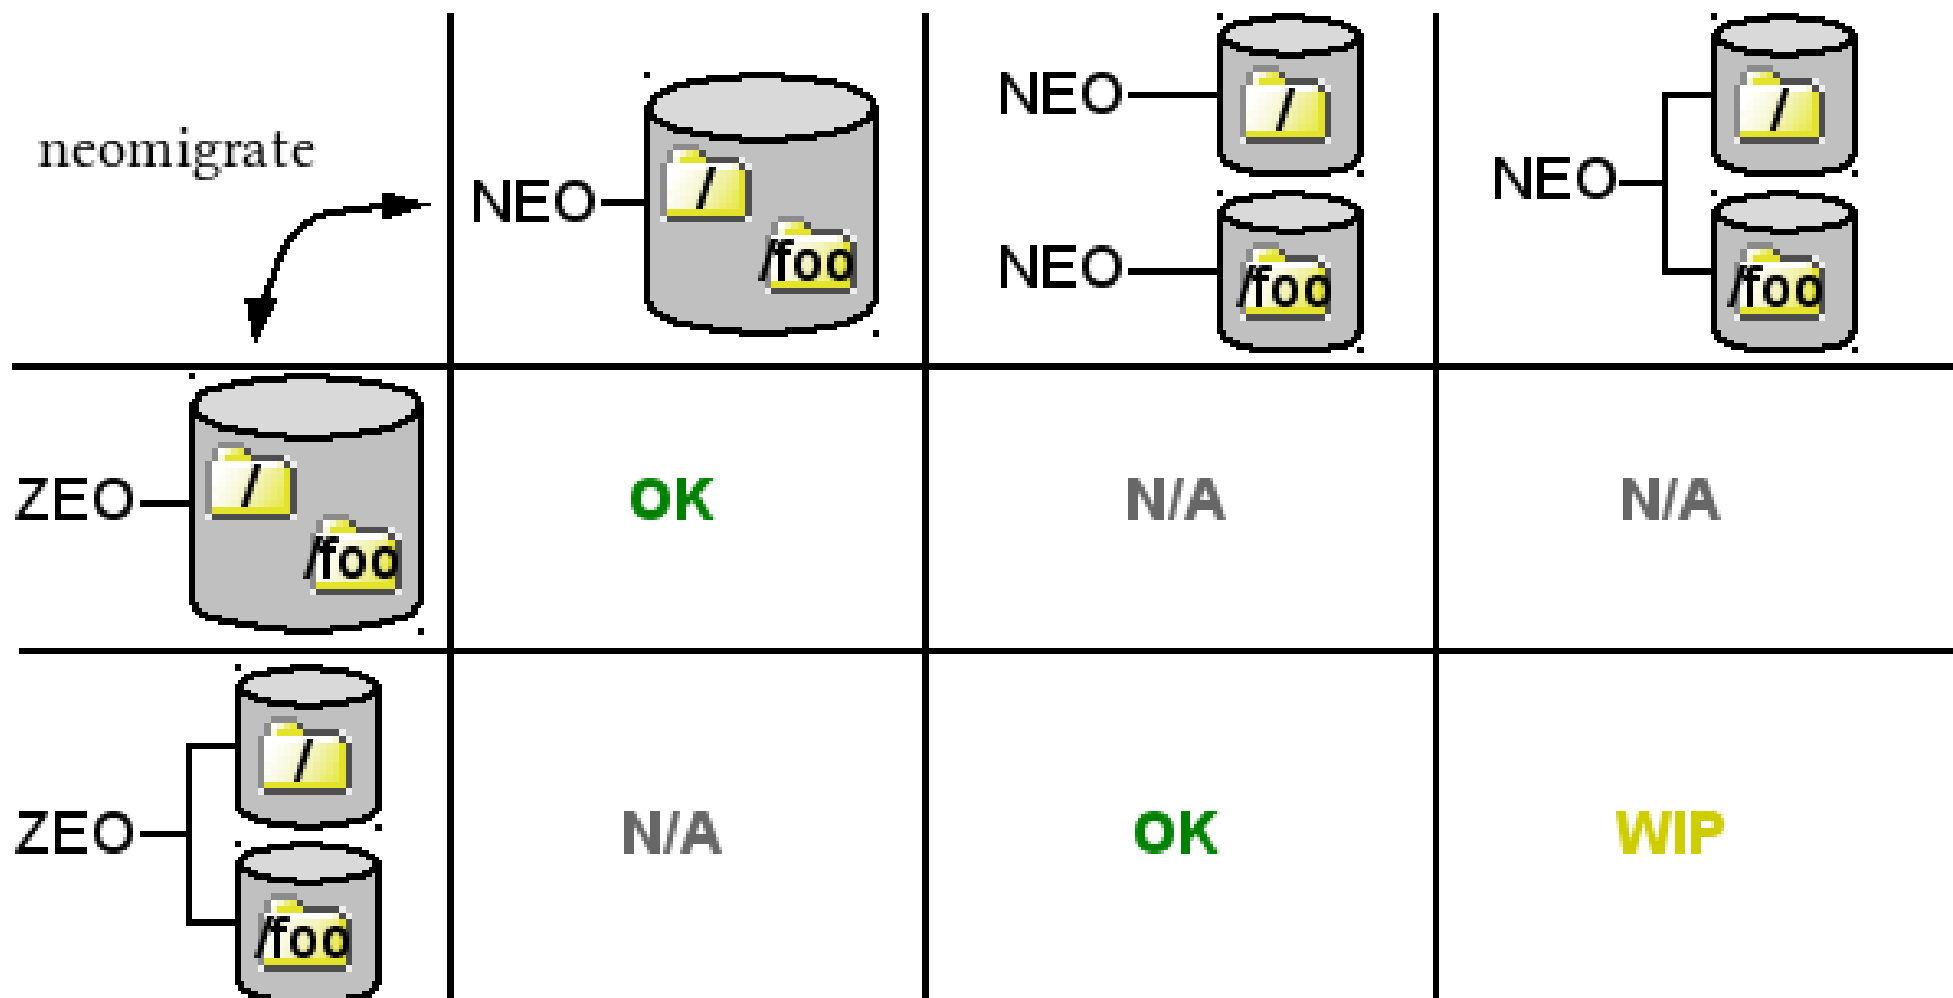 neomigrate
NEO
/
/foo
NEO
/
NEO
/foo
NEO
/
/foo
ZEO
/
/foo
OK
N/A
N/A
ZEO
/
/foo
N/A
OK
WIP